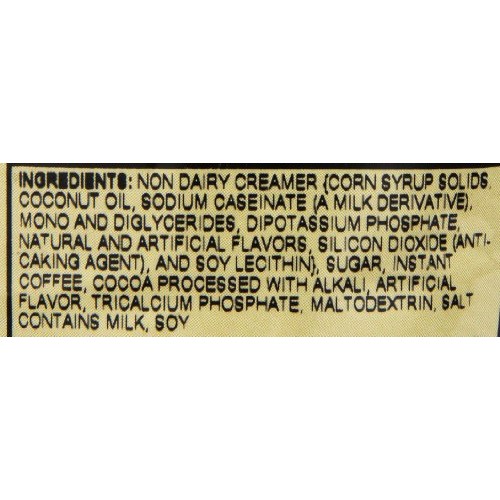 INGREDIENTS: NON DAIRY CREAMER {CORN SYRUP SOLIDS,
COCONUT OIL, SODIUM CASEINATE (A MILK DERIVATIVE),
MONO AND DIGLYCERIDES, DIPOTASSIUM PHOSPHATE,
NATURAL AND ARTIFICIAL FLAVORS, SILICON DIOXIDE (ANTI-
CAKING AGENT), AND SOY LECITHIN}, SUGAR, INSTANT
COFFEE, COCOA PROCESSED WITH ALKALI, ARTIFICIAL
FLAVOR, TRICALCIUM PHOSPHATE, MALTODEXTRIN, SALT
CONTAINS MILK, SOY